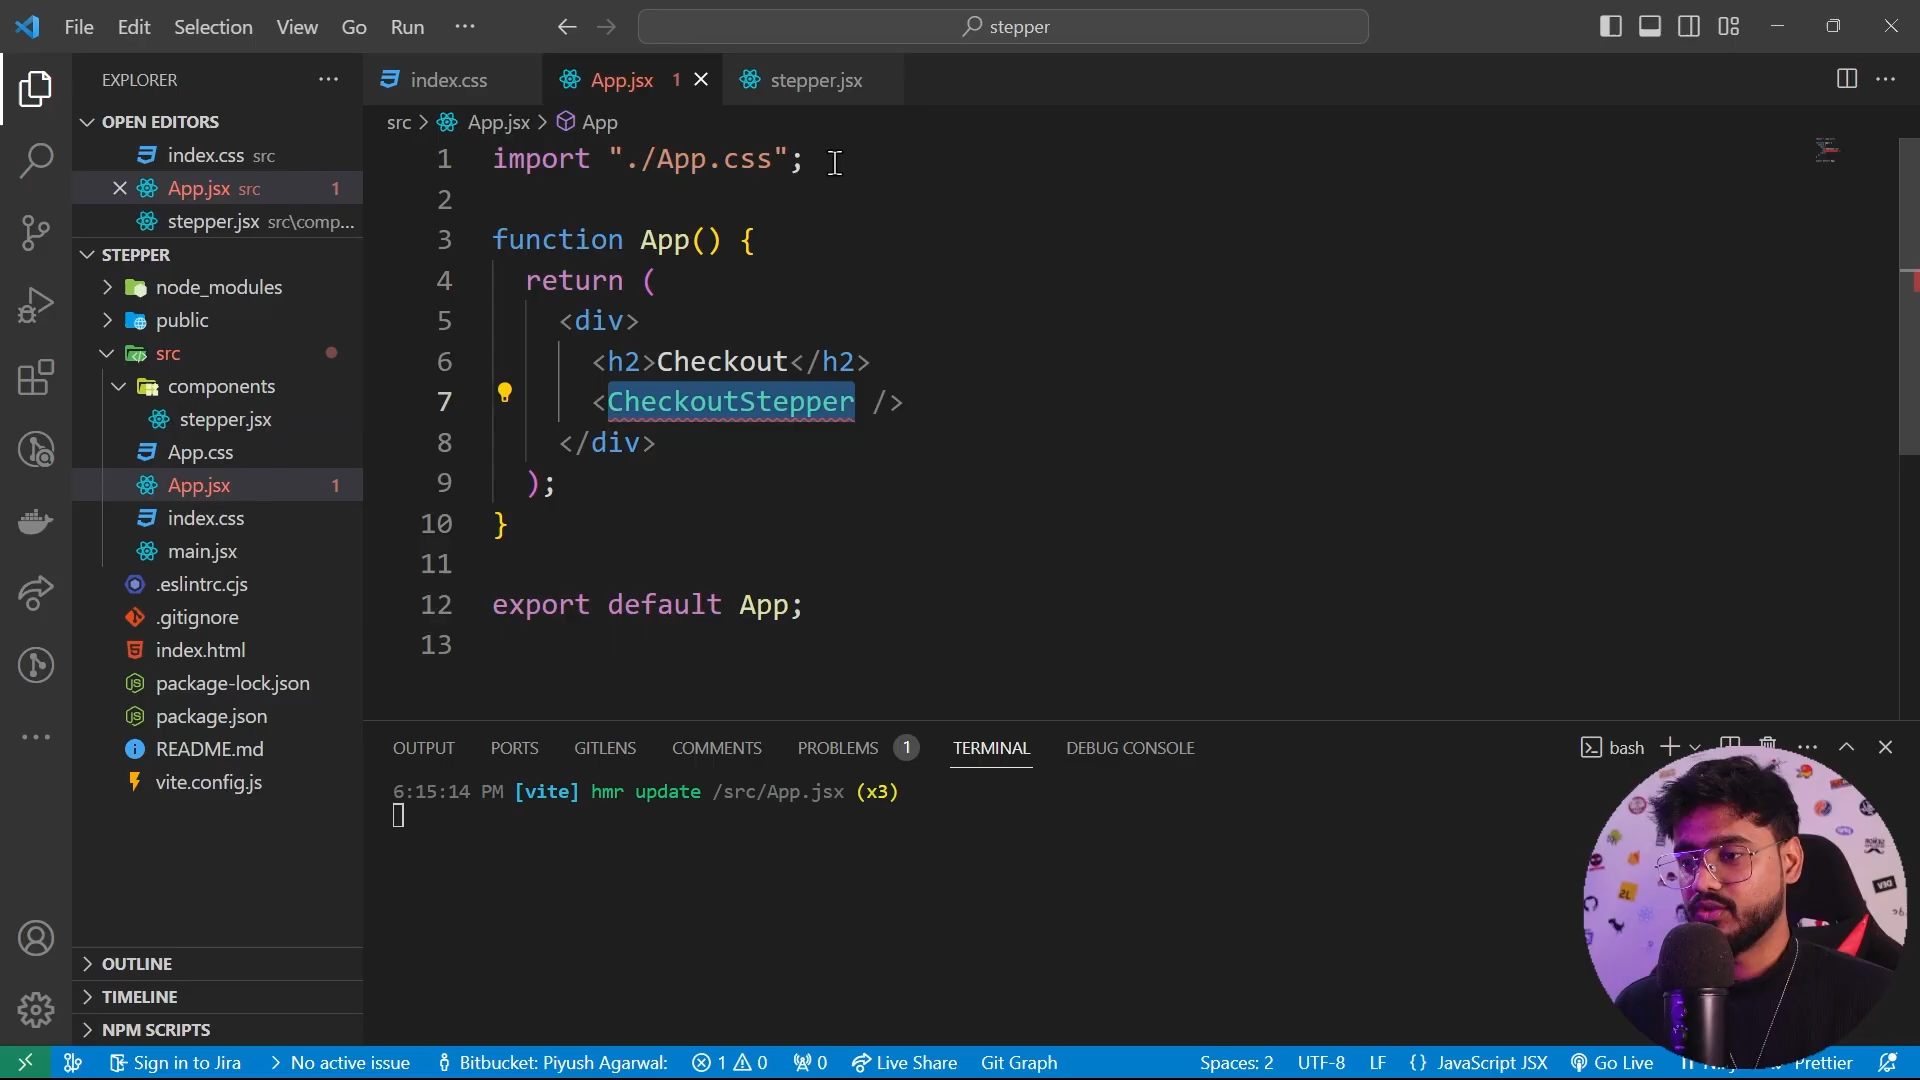 File Edit Selection View Go Run ···
stepper
EXPLORER
index.css
App.jsx 1
stepper.jsx
OPEN EDITORS
index.css src
App.jsx src 1
stepper.jsx src\comp...
STEPPER
node_modules
public
src
components
stepper.jsx
App.css
App.jsx 1
index.css
main.jsx
.eslintrc.cjs
.gitignore
index.html
package-lock.json
package.json
README.md
vite.config.js
OUTLINE
TIMELINE
NPM SCRIPTS
src > App.jsx > App
1 import "./App.css";
2
3 function App() {
4 return (
5 <div>
6 <h2>Checkout</h2>
7 <CheckoutStepper />
8 </div>
9 );
10 }
11
12 export default App;
13
OUTPUT PORTS GITLENS COMMENTS PROBLEMS 1 TERMINAL DEBUG CONSOLE
bash
6:15:14 PM [vite] hmr update /src/App.jsx (x3)
Sign in to Jira No active issue Bitbucket: Piyush Agarwal: 1 0 0 Live Share Git Graph Spaces: 2 UTF-8 LF {} JavaScript JSX Go Live Prettier